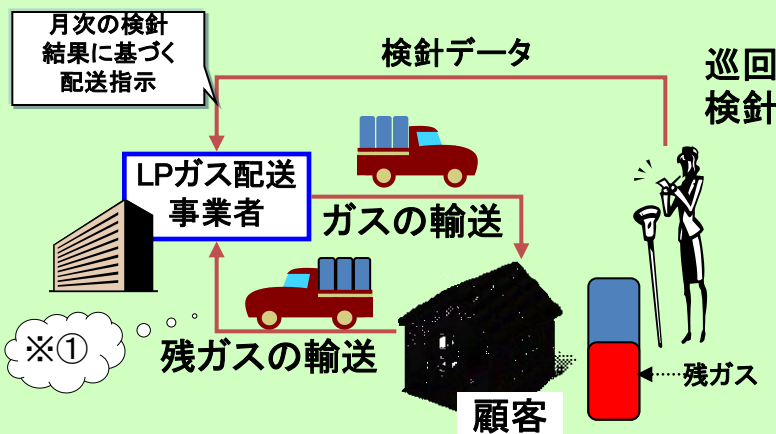 月次の検針
結果に基づく
配送指示
検針データ
巡回
検針
LPガス配送
事業者
ガスの輸送
※①
残ガスの輸送
残ガス
顧客